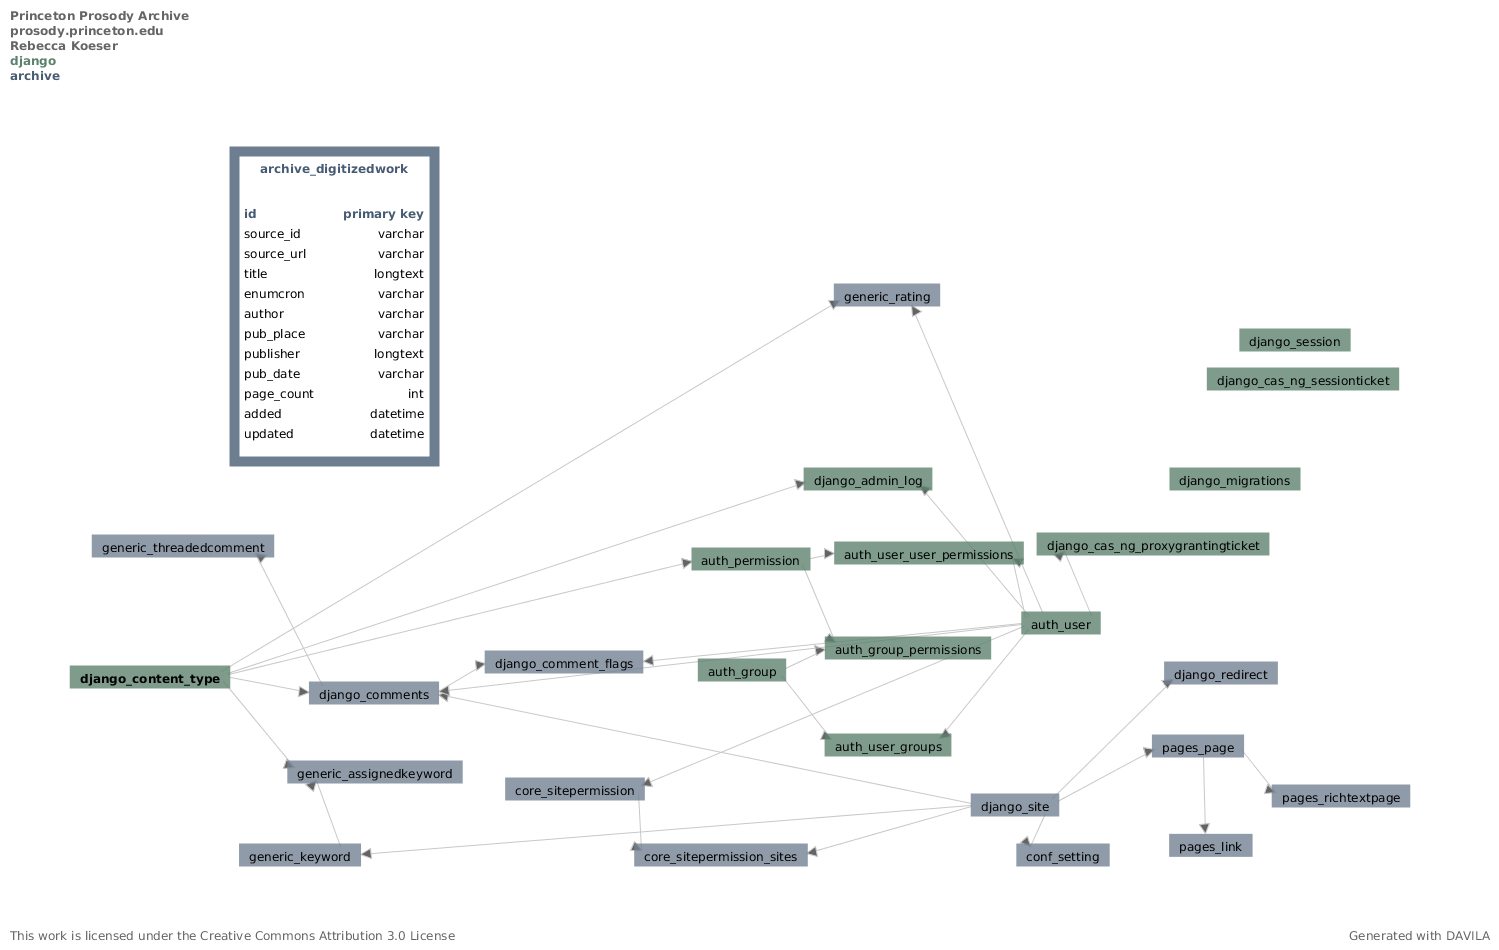 Princeton Prosody Archive
prosody.princeton.edu
Rebecca Koeser
django
archive
archive_digitizedwork
id primary key
source_id varchar
source_url varchar
title longtext
enumcron varchar
author varchar
pub_place varchar
publisher longtext
pub_date varchar
page_count int
added datetime
updated datetime
generic_rating
django_session
django_cas_ng_sessionticket
django_admin_log
django_migrations
generic_threadedcomment
auth_permission
auth_user_user_permissions
django_cas_ng_proxygrantingticket
auth_user
django_content_type
django_comments
django_comment_flags
auth_group
auth_group_permissions
django_redirect
auth_user_groups
pages_page
generic_assignedkeyword
core_sitepermission
django_site
pages_richtextpage
generic_keyword
core_sitepermission_sites
conf_setting
pages_link
This work is licensed under the Creative Commons Attribution 3.0 License
Generated with DAVILA